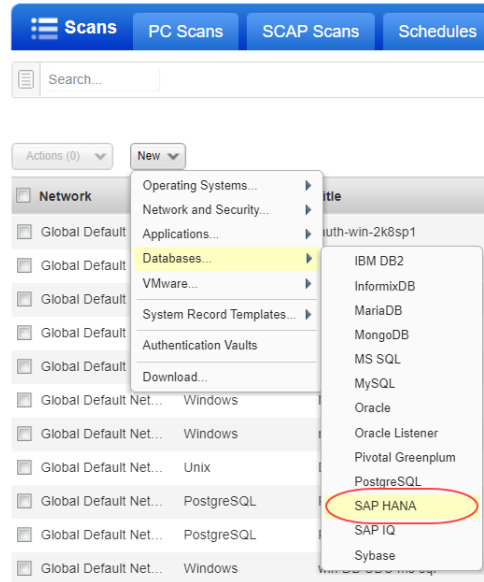 Scans PC Scans SCAP Scans Schedules
Search...
Actions (0) New
Network itle
Operating Systems...
Network and Security...
Applications...
Databases...
VMware...
System Record Templates...
Authentication Vaults
Download...
IBM DB2
InformixDB
MariaDB
MongoDB
MS SQL
MySQL
Oracle
Oracle Listener
Pivotal Greenplum
PostgreSQL
SAP HANA
SAP IQ
Sybase
Global Default uth-win-2k8sp1
Global Default
Global Default
Global Default
Global Default
Global Default Net... Windows
Global Default Net... Windows
Global Default Net... Unix
Global Default Net... PostgreSQL
Global Default Net... PostgreSQL
Global Default Net... Windows